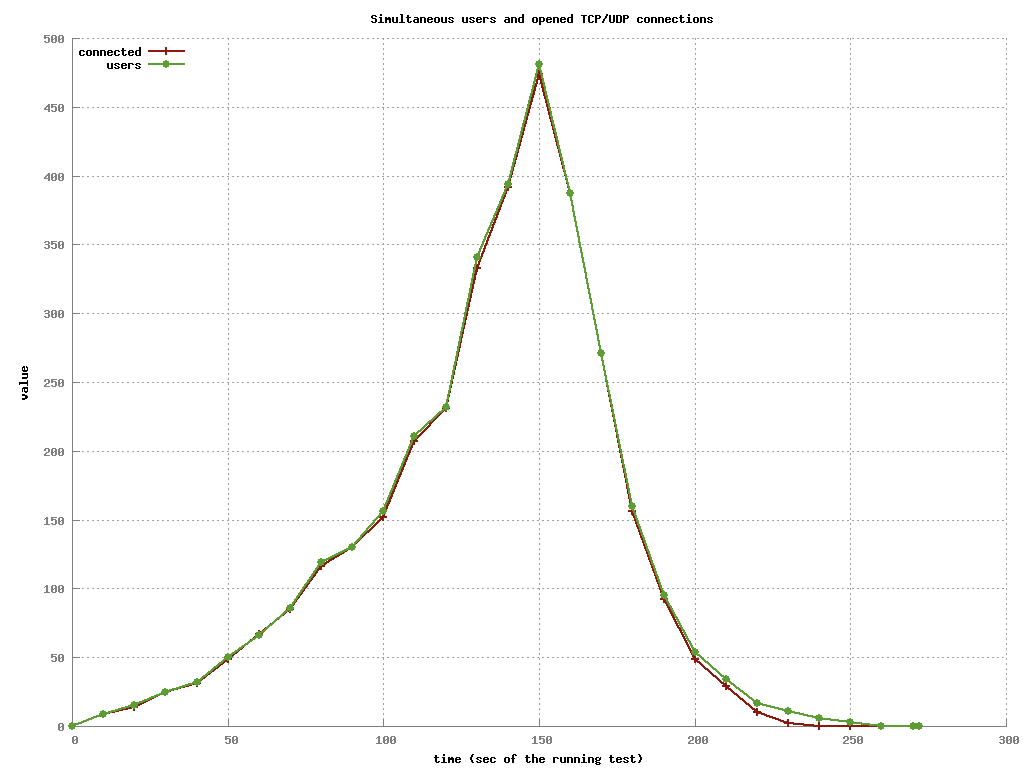 Simultaneous users and opened TCP/UDP connections
500
connected
users
450
400
350
300
250
value
200
150
100
50
0
0 50 100 150 200 250 300
time (sec of the running test)